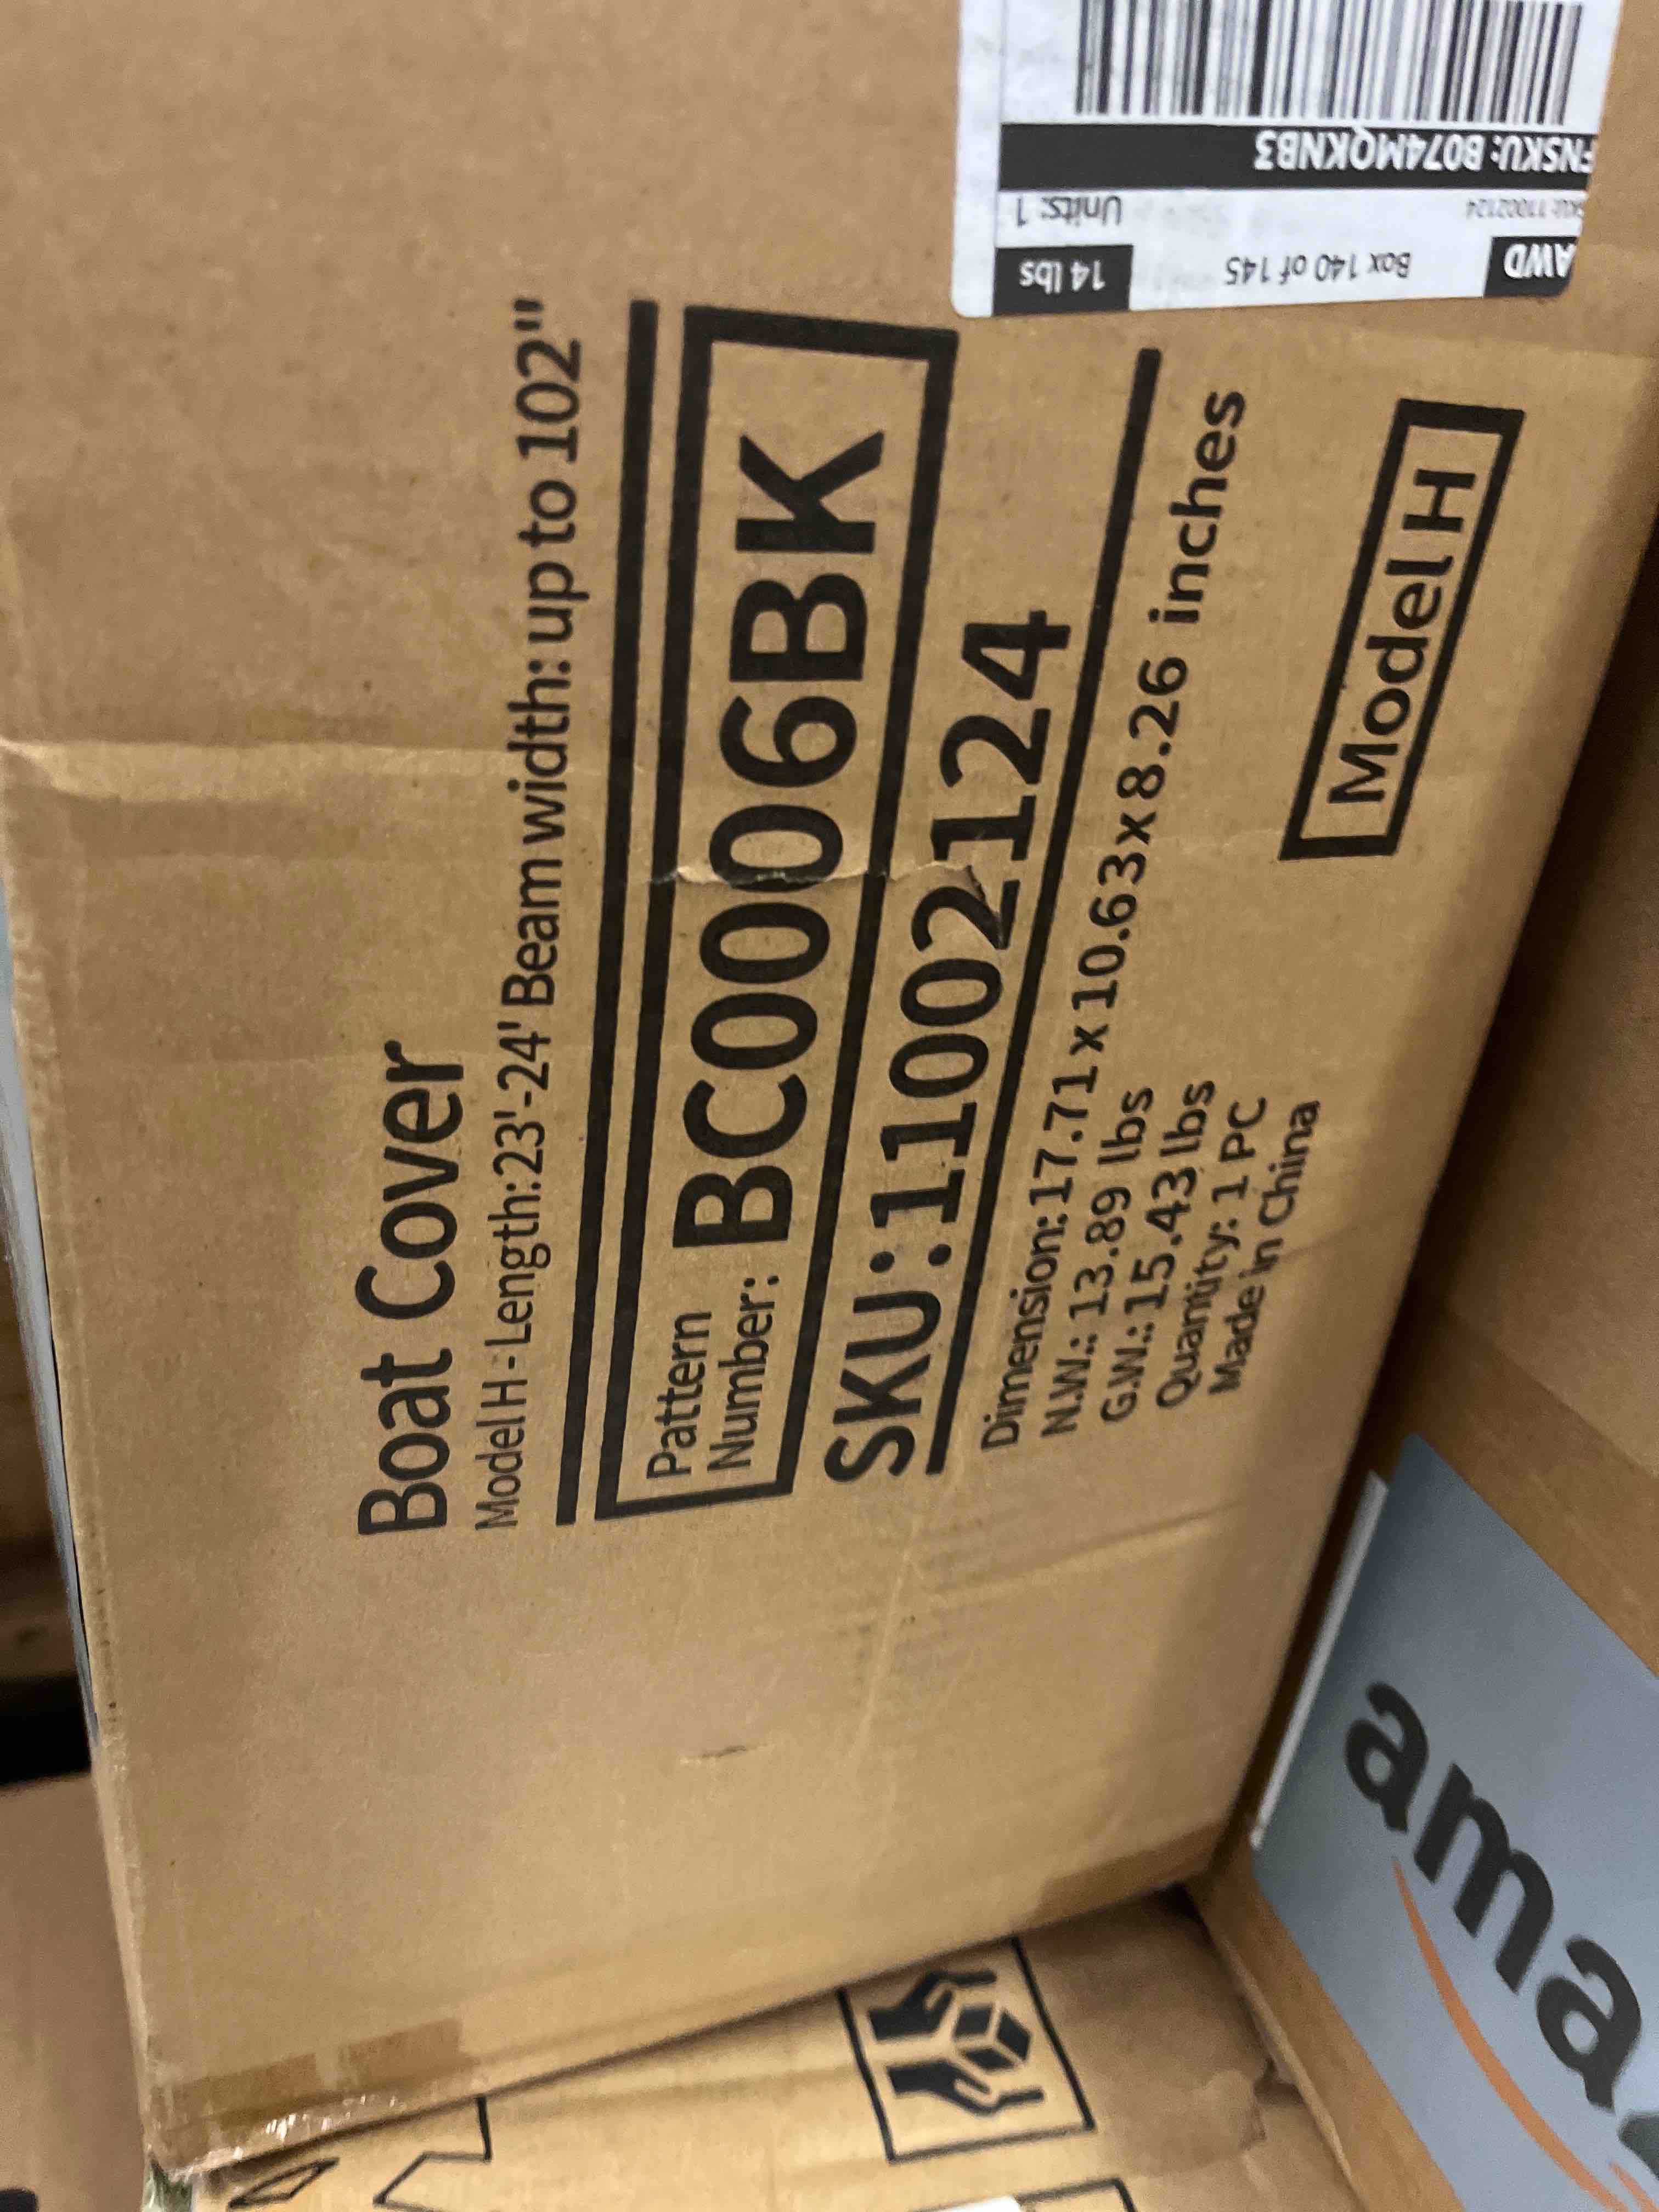 Boat Cover
Model H - Length:23'-24' Beam width: up to 102"
Pattern
Number: BC0006BK
SKU:11002124
Dimension:17.71 x 10.63 x 8.26 inches
N.W.: 13.89 lbs
G.W.: 15.43 lbs
Quantity: 1 PC
Made in China
Model H
AWD Box 140 of 145 14 lbs
SKU: 11002124 Units: 1
FNSKU: B074MQKNB3
ama